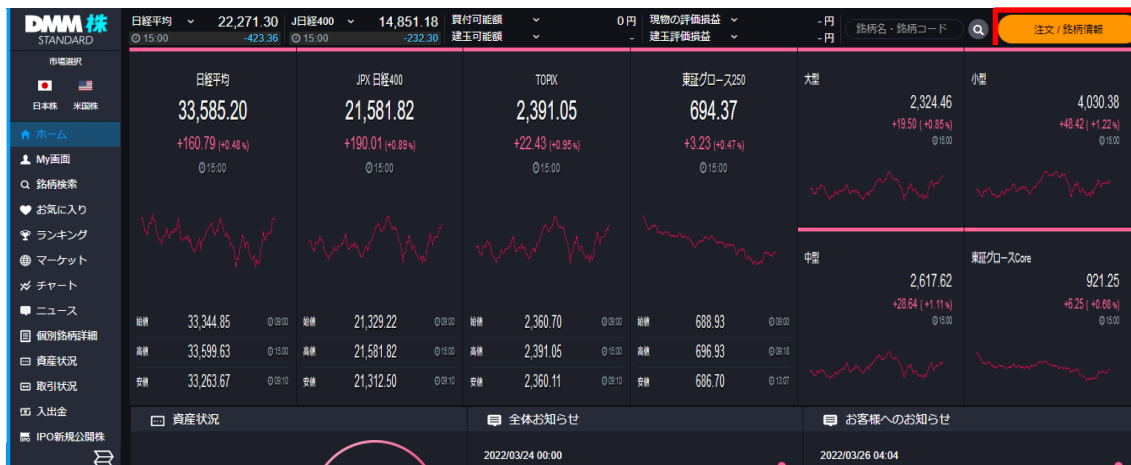 DMM 株
STANDARD
日経平均 22,271.30 J日経400 14,851.18 買付可能額 0円 現物の評価損益 -円 銘柄名・銘柄コード 注文 / 銘柄情報
15:00 -423.36 15:00 -232.30 建玉可能額 - 建玉評価損益 -円
市場選択
日本株 米国株
ホーム
My画面
銘柄検索
お気に入り
ランキング
マーケット
チャート
ニュース
個別銘柄詳細
資産状況
取引状況
入出金
IPO新規公開株
日経平均
33,585.20
+160.79 (+0.48 %)
15:00
始値 33,344.85 09:00
高値 33,599.63 15:00
安値 33,263.67 09:10
JPX 日経400
21,581.82
+190.01 (+0.89 %)
15:00
始値 21,329.22 09:00
高値 21,581.82 15:00
安値 21,312.50 09:10
TOPIX
2,391.05
+22.43 (+0.95 %)
15:00
始値 2,360.70 09:00
高値 2,391.05 15:00
安値 2,360.11 09:10
東証グロース250
694.37
+3.23 (+0.47 %)
15:00
始値 688.93 09:00
高値 696.93 09:18
安値 686.70 13:07
大型
2,324.46
+19.50 ( +0.85 %)
15:00
小型
4,030.38
+48.42 ( +1.22 %)
15:00
中型
2,617.62
+28.64 ( +1.11 %)
15:00
東証グロースCore
921.25
+6.25 ( +0.68 %)
15:00
資産状況
全体お知らせ
2022/03/24 00:00
お客様へのお知らせ
2022/03/26 04:04